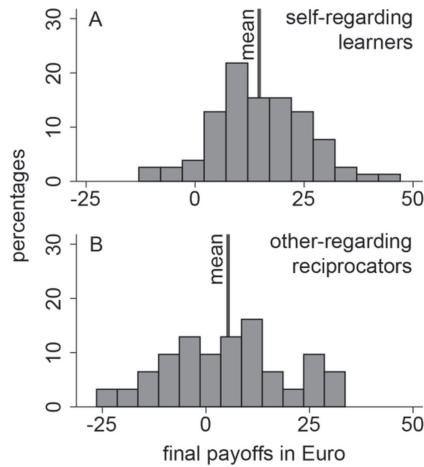 30
A
mean
self-regarding
learners
20
10
0
-25
0
25
50
percentages
30
B
mean
other-regarding
reciprocators
20
10
0
-25
0
25
50
final payoffs in Euro